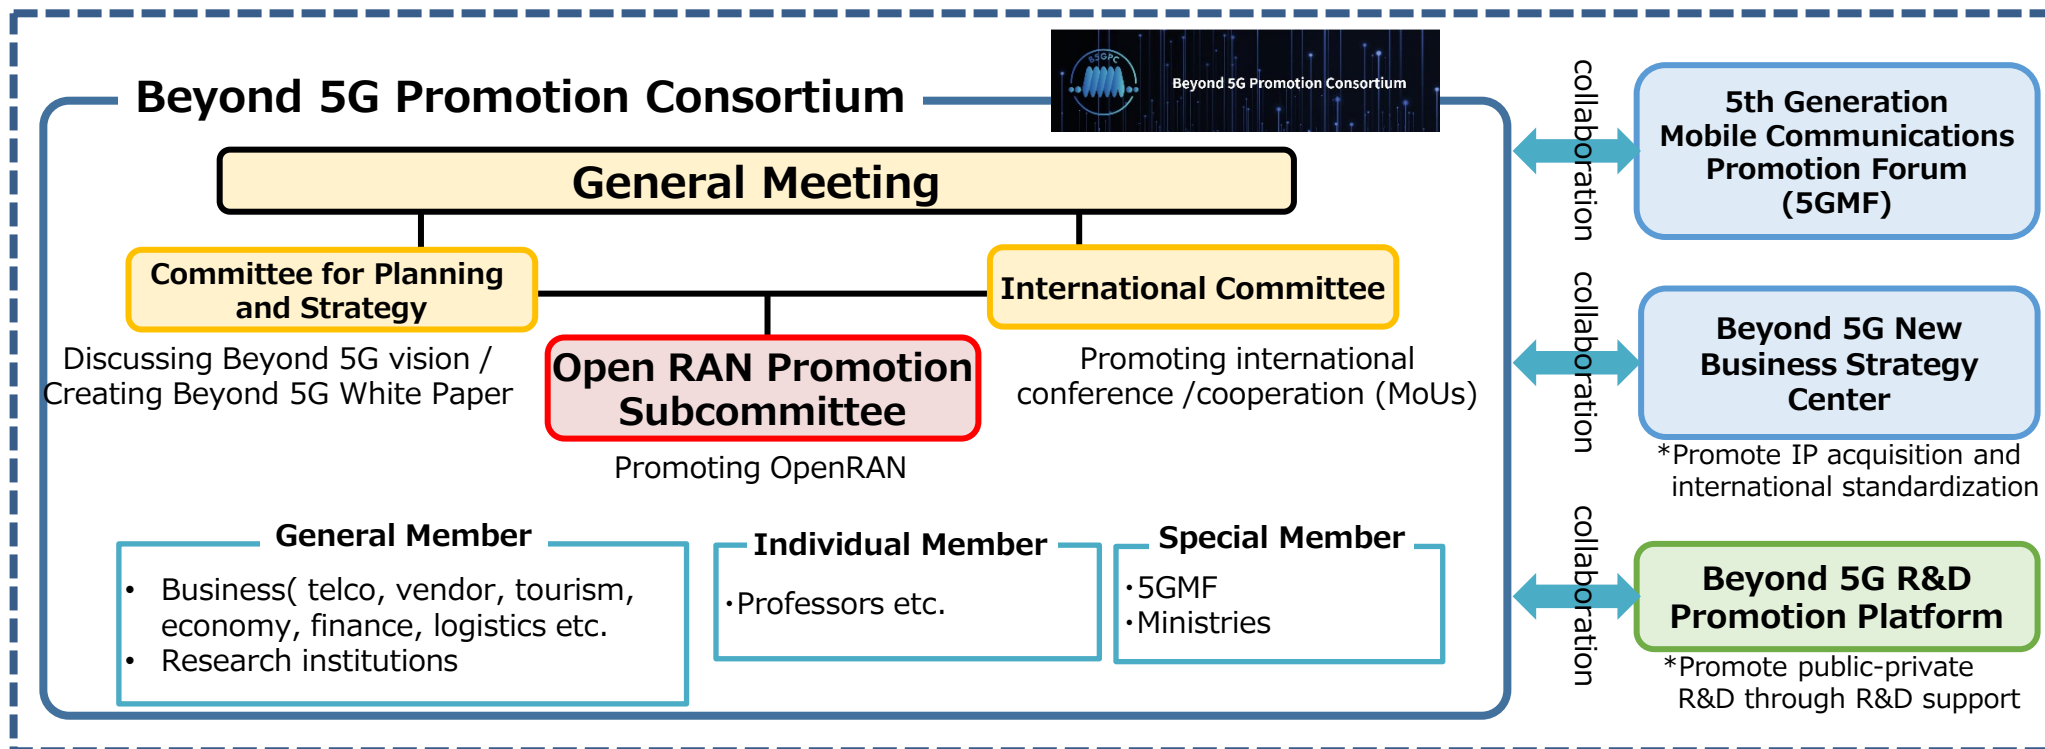 Beyond 5G Promotion Consortium
B5GPC
Beyond 5G Promotion Consortium
General Meeting
Committee for Planning
and Strategy
International Committee
Discussing Beyond 5G vision /
Creating Beyond 5G White Paper
Open RAN Promotion
Subcommittee
Promoting OpenRAN
Promoting international
conference /cooperation (MoUs)
General Member
• Business( telco, vendor, tourism,
economy, finance, logistics etc.
• Research institutions
Individual Member
・Professors etc.
Special Member
・5GMF
・Ministries
collaboration
5th Generation
Mobile Communications
Promotion Forum
(5GMF)
collaboration
Beyond 5G New
Business Strategy
Center
*Promote IP acquisition and
international standardization
collaboration
Beyond 5G R&D
Promotion Platform
*Promote public-private
R&D through R&D support